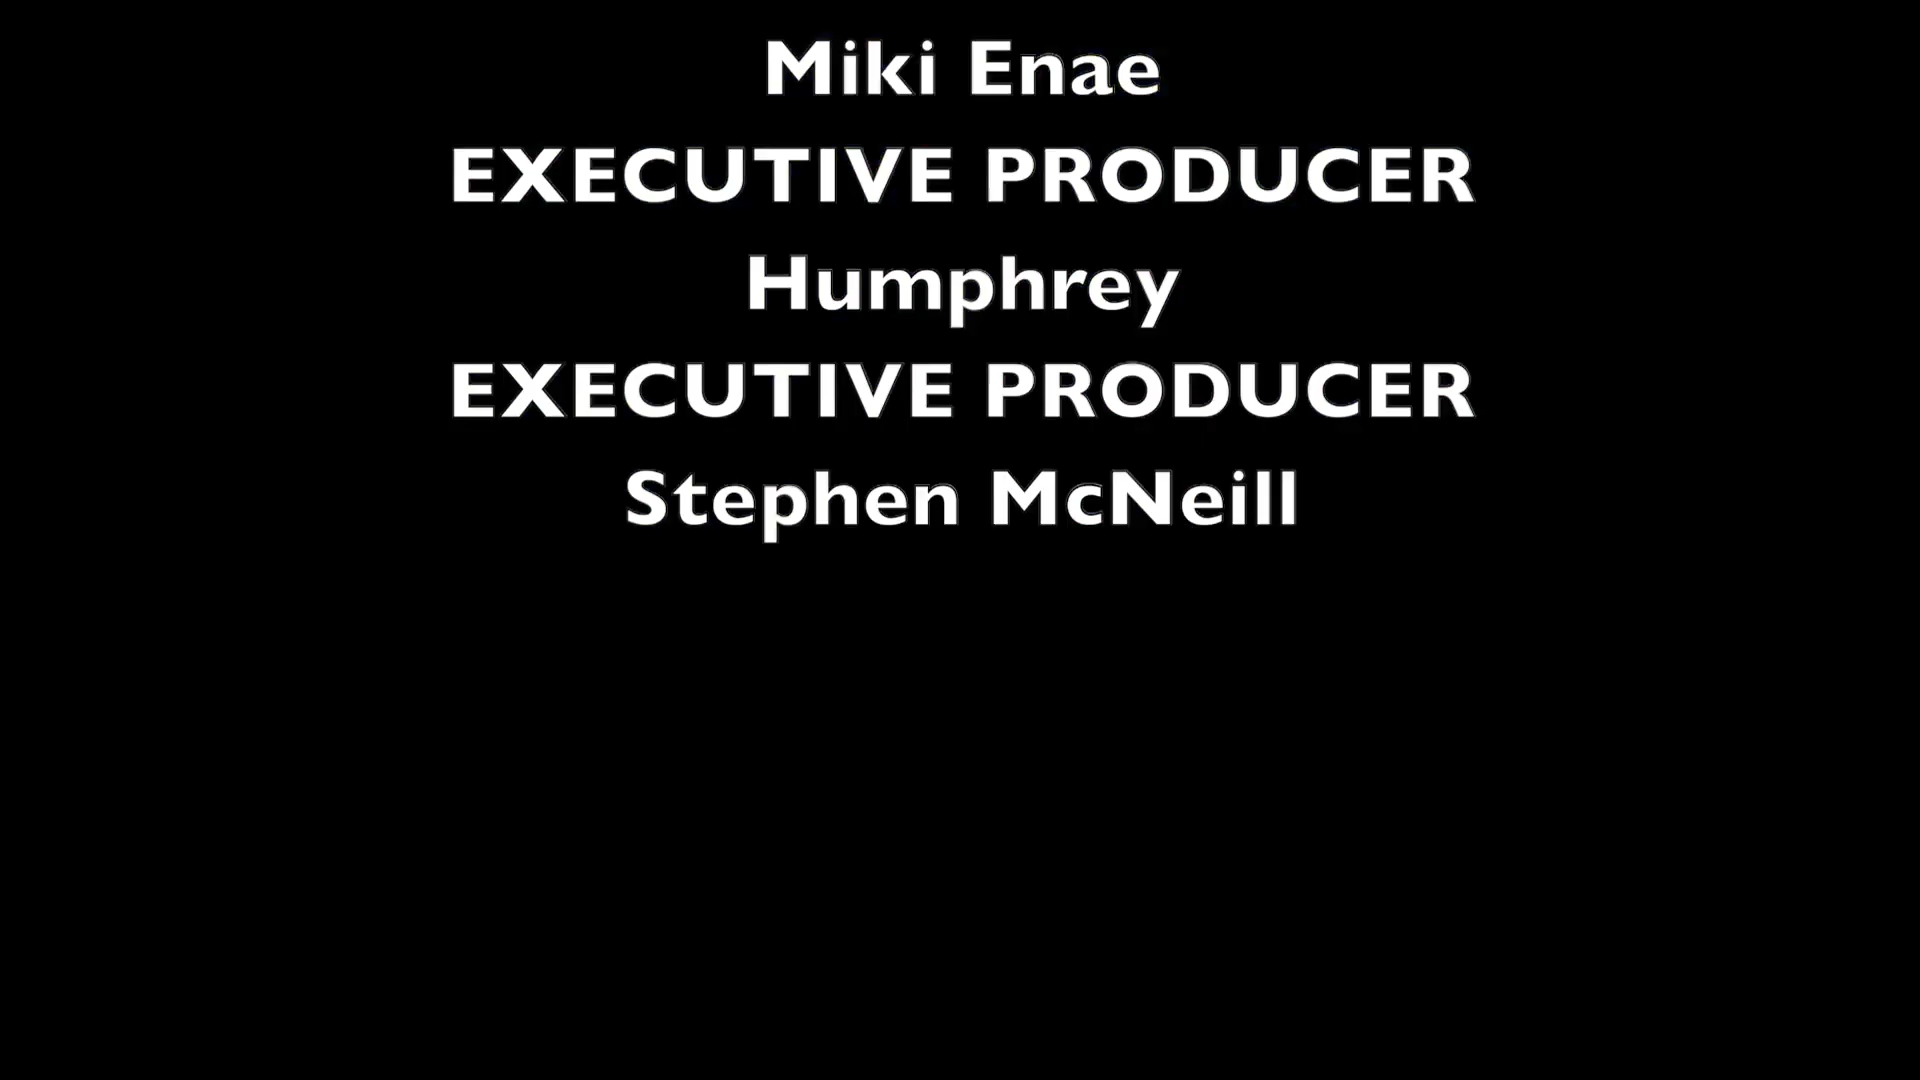 Miki Enae
EXECUTIVE PRODUCER
Humphrey
EXECUTIVE PRODUCER
Stephen McNeill